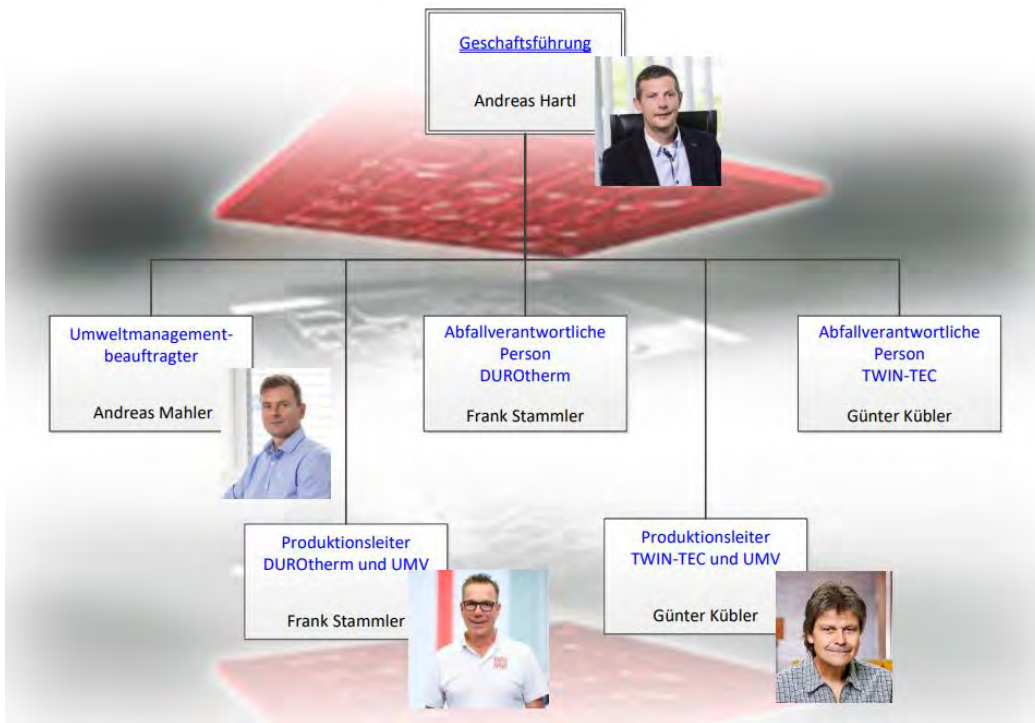 Geschaftsführung
Andreas Hartl
Umweltmanagement-
beauftragter
Andreas Mahler
Abfallverantwortliche
Person
DUROtherm
Frank Stammler
Abfallverantwortliche
Person
TWIN-TEC
Günter Kübler
Produktionsleiter
DUROtherm und UMV
Frank Stammler
Produktionsleiter
TWIN-TEC und UMV
Günter Kübler